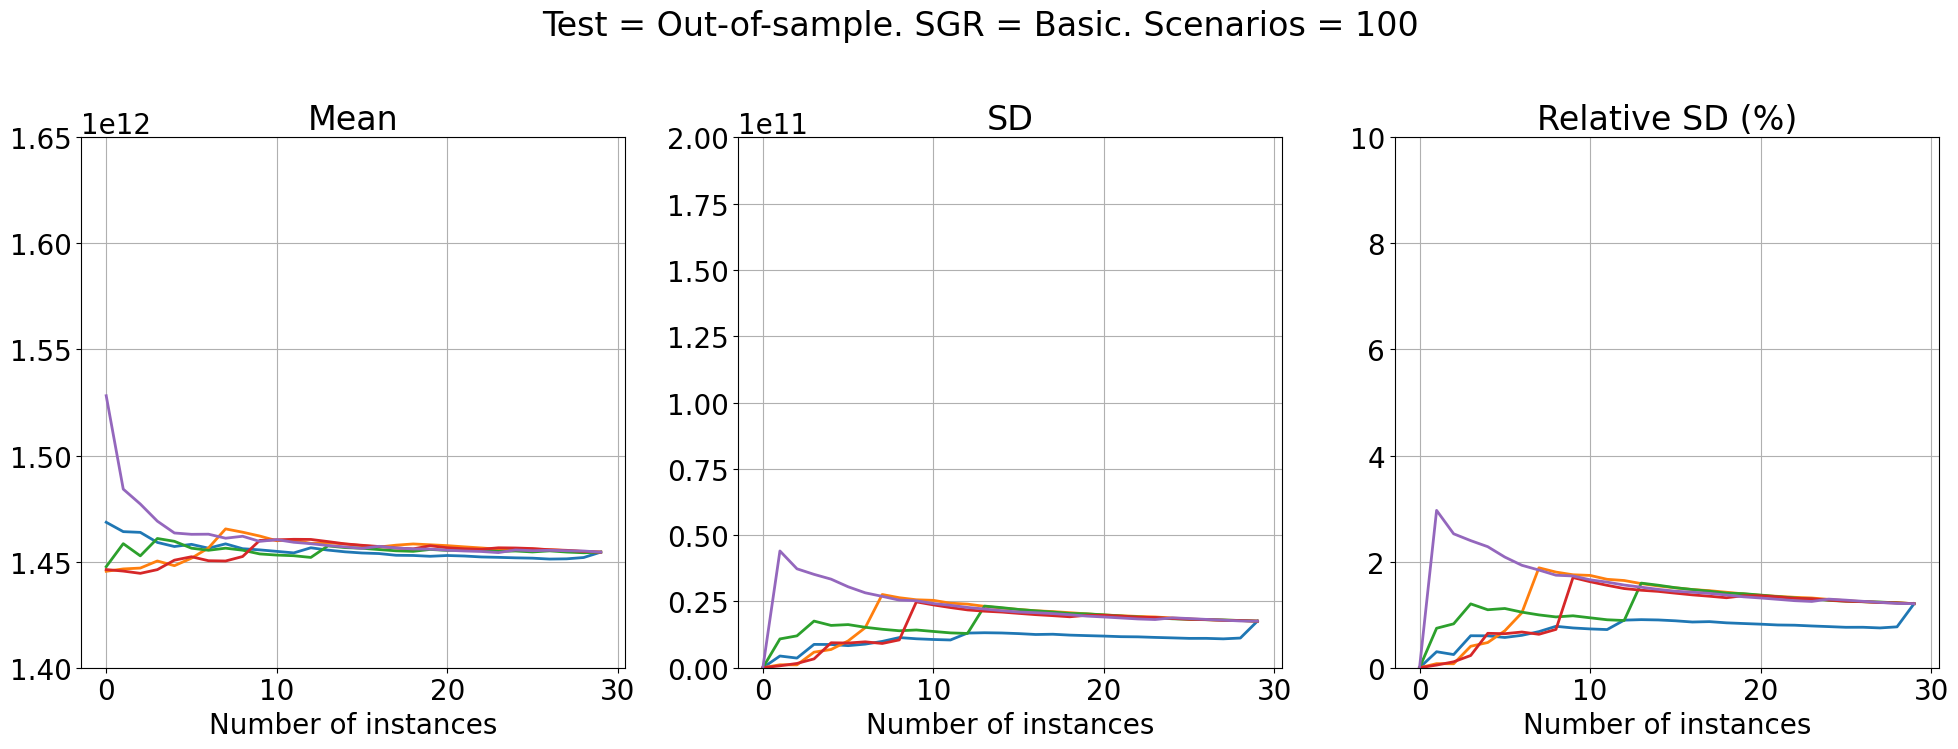 Test = Out-of-sample. SGR = Basic. Scenarios = 100
Mean
1e12
1.65
1.60
1.55
1.50
1.45
1.40
0 10 20 30
Number of instances
SD
1e11
2.00
1.75
1.50
1.25
1.00
0.75
0.50
0.25
0.00
0 10 20 30
Number of instances
Relative SD (%)
10
8
6
4
2
0
0 10 20 30
Number of instances